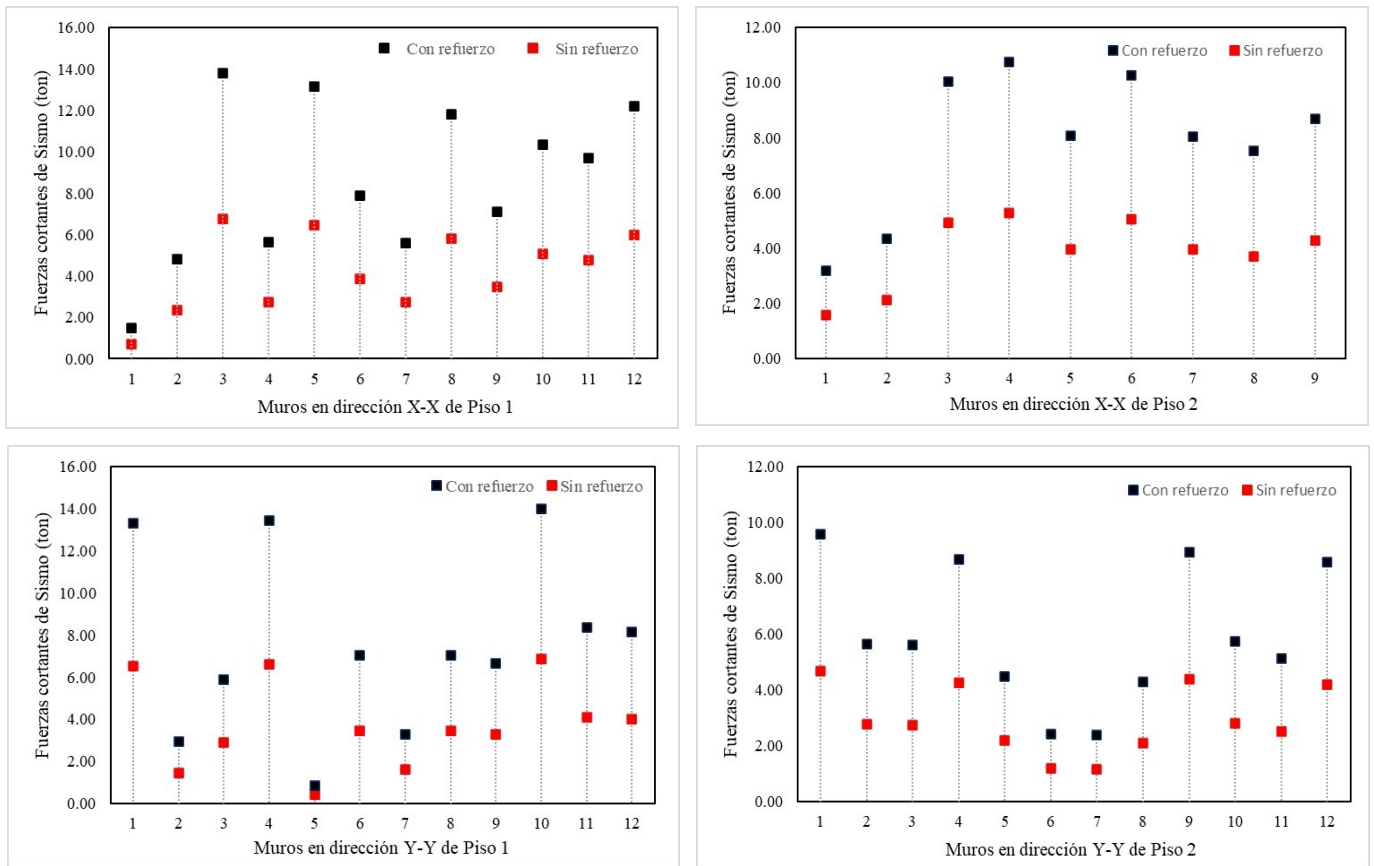 Fuerzas cortantes de Sismo (ton)
16.00
14.00
12.00
10.00
8.00
6.00
4.00
2.00
0.00
Con refuerzo Sin refuerzo
1 2 3 4 5 6 7 8 9 10 11 12
Muros en dirección X-X de Piso 1
Fuerzas cortantes de Sismo (ton)
12.00
10.00
8.00
6.00
4.00
2.00
0.00
Con refuerzo Sin refuerzo
1 2 3 4 5 6 7 8 9
Muros en dirección X-X de Piso 2
Fuerzas cortantes de Sismo (ton)
16.00
14.00
12.00
10.00
8.00
6.00
4.00
2.00
0.00
Con refuerzo Sin refuerzo
1 2 3 4 5 6 7 8 9 10 11 12
Muros en dirección Y-Y de Piso 1
Fuerzas cortantes de Sismo (ton)
12.00
10.00
8.00
6.00
4.00
2.00
0.00
Con refuerzo Sin refuerzo
1 2 3 4 5 6 7 8 9 10 11 12
Muros en dirección Y-Y de Piso 2